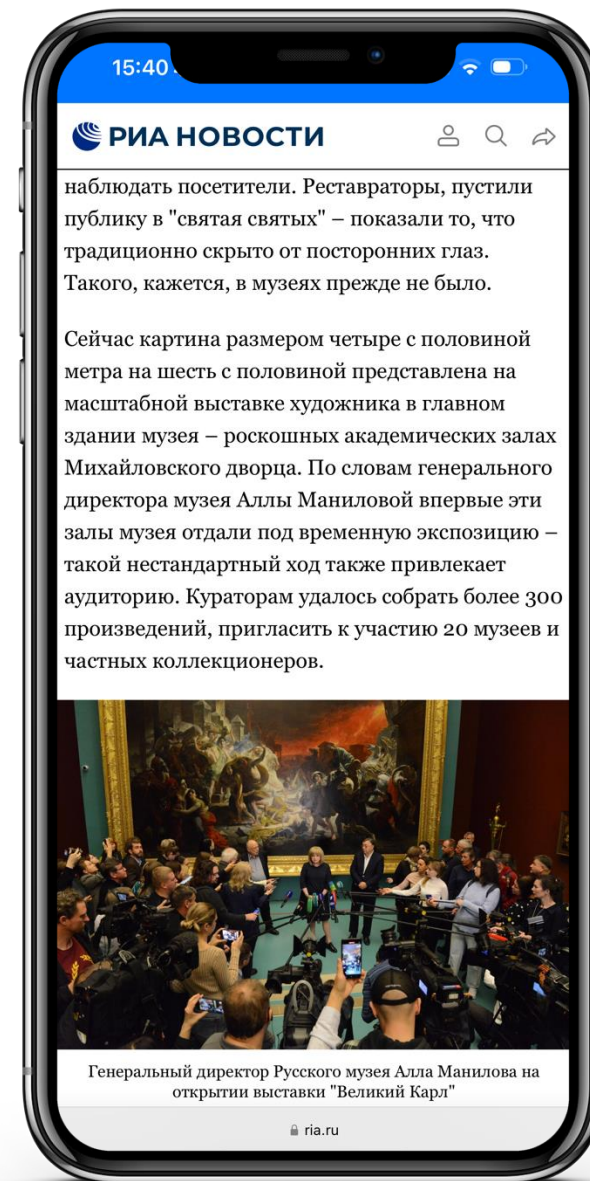 15:40
РИА НОВОСТИ
наблюдать посетители. Реставраторы, пустили
публику в "святая святых" – показали то, что
традиционно скрыто от посторонних глаз.
Такого, кажется, в музеях прежде не было.
Сейчас картина размером четыре с половиной
метра на шесть с половиной представлена на
масштабной выставке художника в главном
здании музея – роскошных академических залах
Михайловского дворца. По словам генерального
директора музея Аллы Маниловой впервые эти
залы музея отдали под временную экспозицию –
такой нестандартный ход также привлекает
аудиторию. Кураторам удалось собрать более 300
произведений, пригласить к участию 20 музеев и
частных коллекционеров.
Генеральный директор Русского музея Алла Манилова на
открытии выставки "Великий Карл"
ria.ru